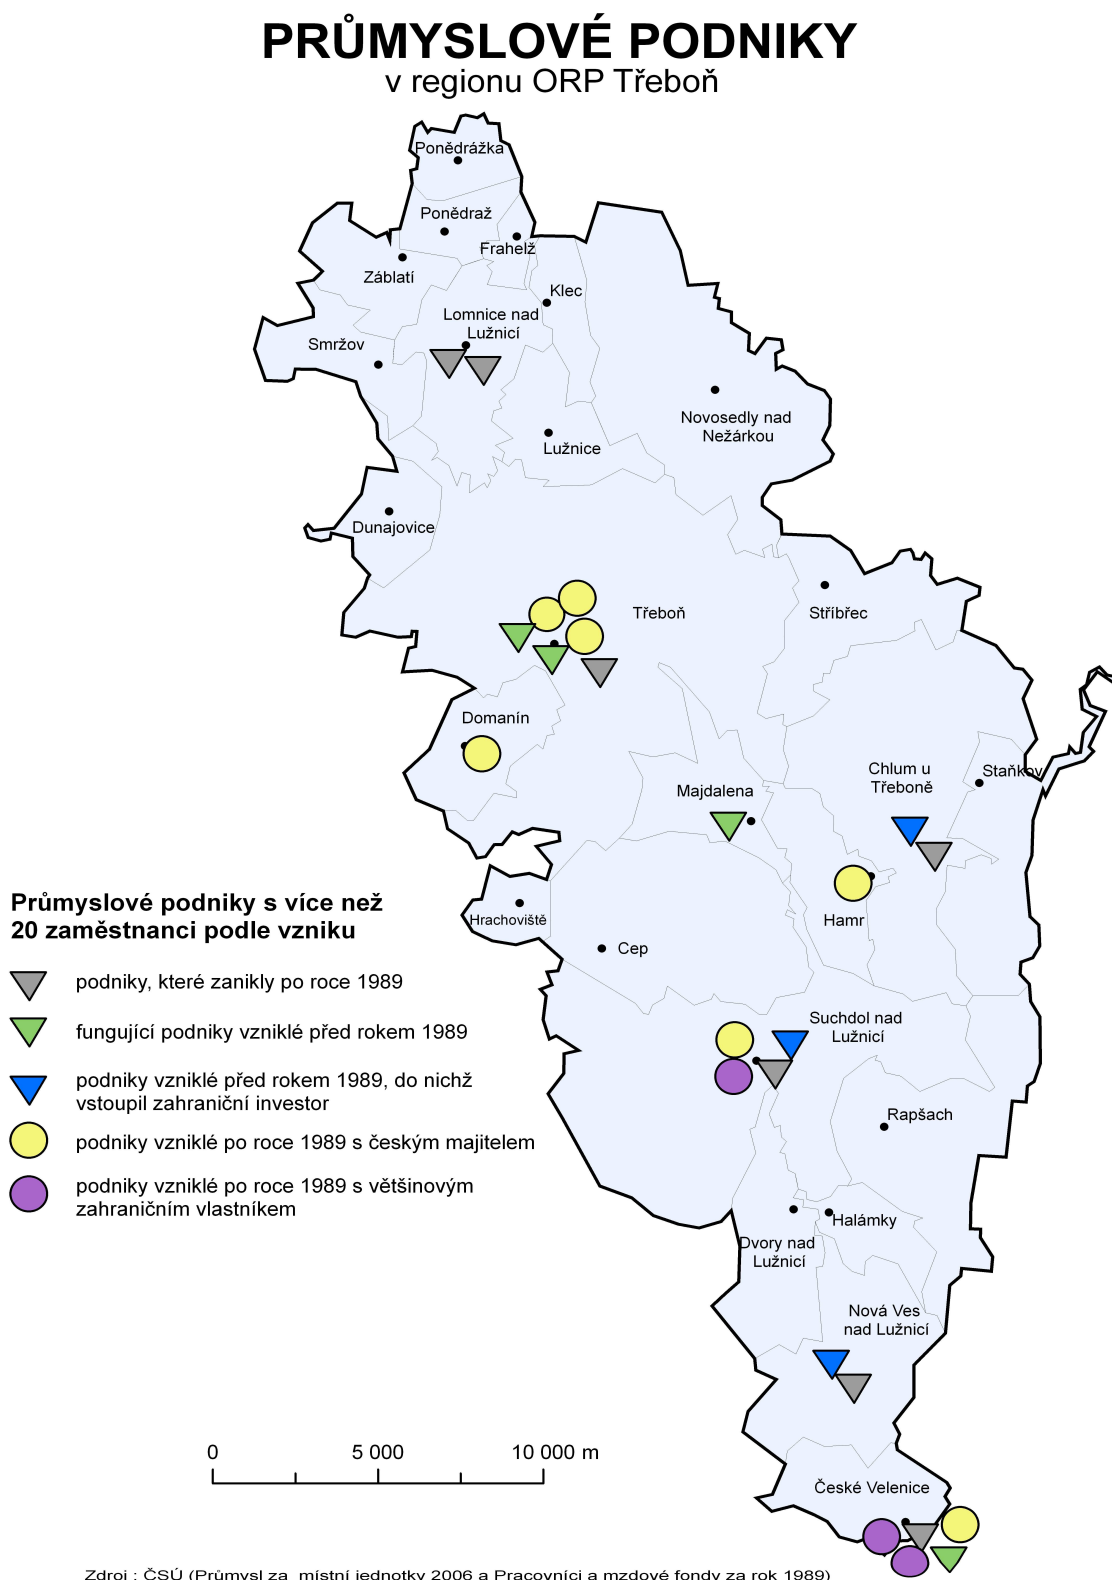 PRŮMYSLOVÉ PODNIKY
v regionu ORP Třeboň
Ponědrážka
Ponědraž
Frahelž
Záblatí
Klec
Lomnice nad
Lužnicí
Smržov
Novosedly nad
Nežárkou
Lužnice
Dunajovice
Třeboň
Stříbřec
Domanín
Chlum u
Třeboně
Staňkov
Majdalena
Hrachoviště
Hamr
Cep
Průmyslové podniky s více než
20 zaměstnanci podle vzniku
podniky, které zanikly po roce 1989
fungující podniky vzniklé před rokem 1989
podniky vzniklé před rokem 1989, do nichž
vstoupil zahraniční investor
podniky vzniklé po roce 1989 s českým majitelem
podniky vzniklé po roce 1989 s většinovým
zahraničním vlastníkem
Suchdol nad
Lužnicí
Rapšach
Halámky
Dvory nad
Lužnicí
Nová Ves
nad Lužnicí
České Velenice
0 5 000 10 000 m
Zdroj : ČSÚ (Průmysl za místní jednotky 2006 a Pracovníci a mzdové fondy za rok 1989)